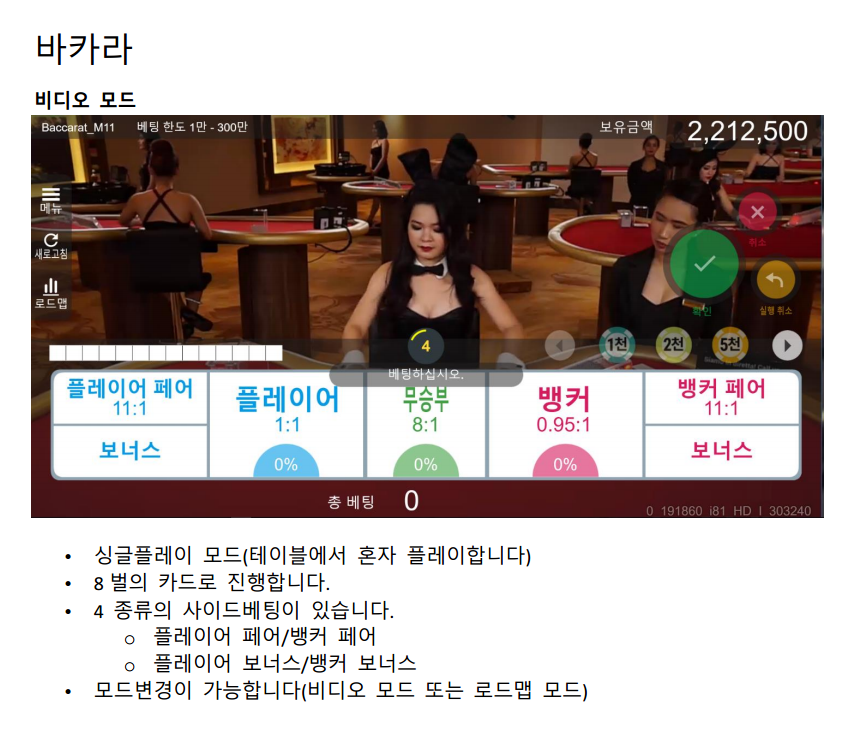 바카라
비디오 모드
Baccarat_M11 베팅 한도 1만 - 300만 보유금액 2,212,500
메뉴
취소
새로고침
로드맵
확인 실행 취소
4 1천 2천 5천
베팅하십시오.
플레이어 페어 플레이어 무승부 뱅커 뱅커 페어
11:1 1:1 8:1 0.95:1 11:1
보너스 보너스
0% 0% 0%
총 베팅 0
0_191860_i81_HD_I_303240
• 싱글플레이 모드(테이블에서 혼자 플레이합니다)
• 8벌의 카드로 진행합니다.
• 4 종류의 사이드베팅이 있습니다.
o 플레이어 페어/뱅커 페어
o 플레이어 보너스/뱅커 보너스
• 모드변경이 가능합니다(비디오 모드 또는 로드맵 모드)